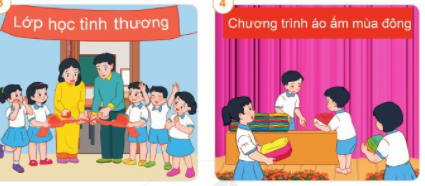 Lớp học tình thương
4
Chương trình áo ấm mùa đông